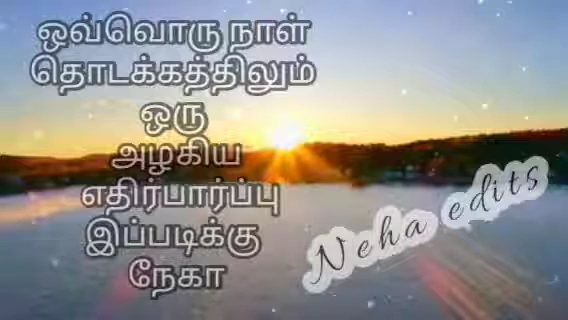 ஒவ்வொரு நாள்
தொடக்கத்திலும்
ஒரு
அழகிய
எதிர்பார்ப்பு
இப்படிக்கு
நேகா
Neha edits